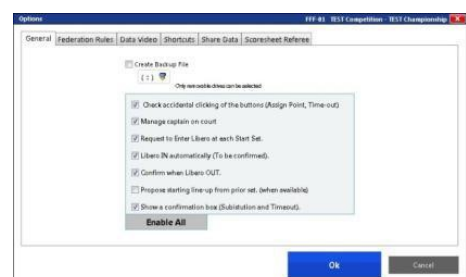 Options FFF-01 TEST Competition - TEST Championship
General Federation Rules Data Video Shortcuts Share Data Scoresheet Referee
Create Backup File
[ : ]
Only removable drives can be selected
Check accidental clicking of the buttons (Assign Point, Time-out)
Manage captain on court
Request to Enter Libero at each Start Set.
Libero IN automatically (To be confirmed).
Confirm when Libero OUT.
Propose starting line-up from prior set. (when available)
Show a confirmation box (Subistution and Timeout).
Enable All
Ok Cancel